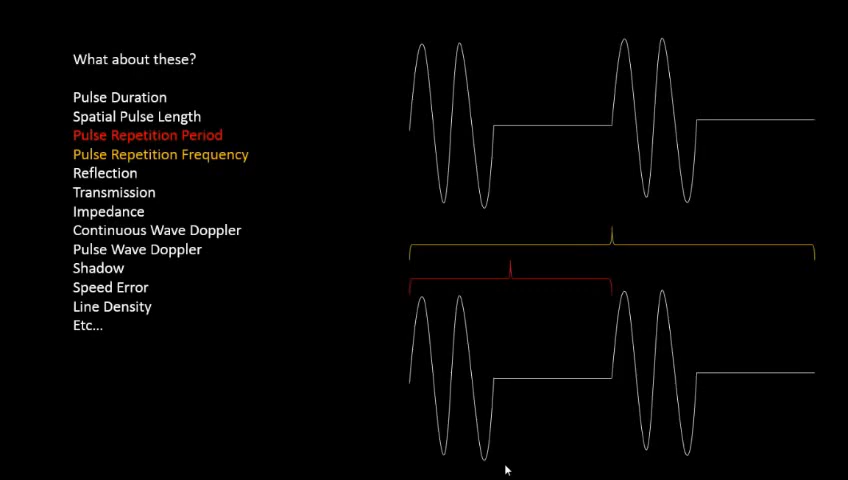 What about these?
Pulse Duration
Spatial Pulse Length
Pulse Repetition Period
Pulse Repetition Frequency
Reflection
Transmission
Impedance
Continuous Wave Doppler
Pulse Wave Doppler
Shadow
Speed Error
Line Density
Etc...